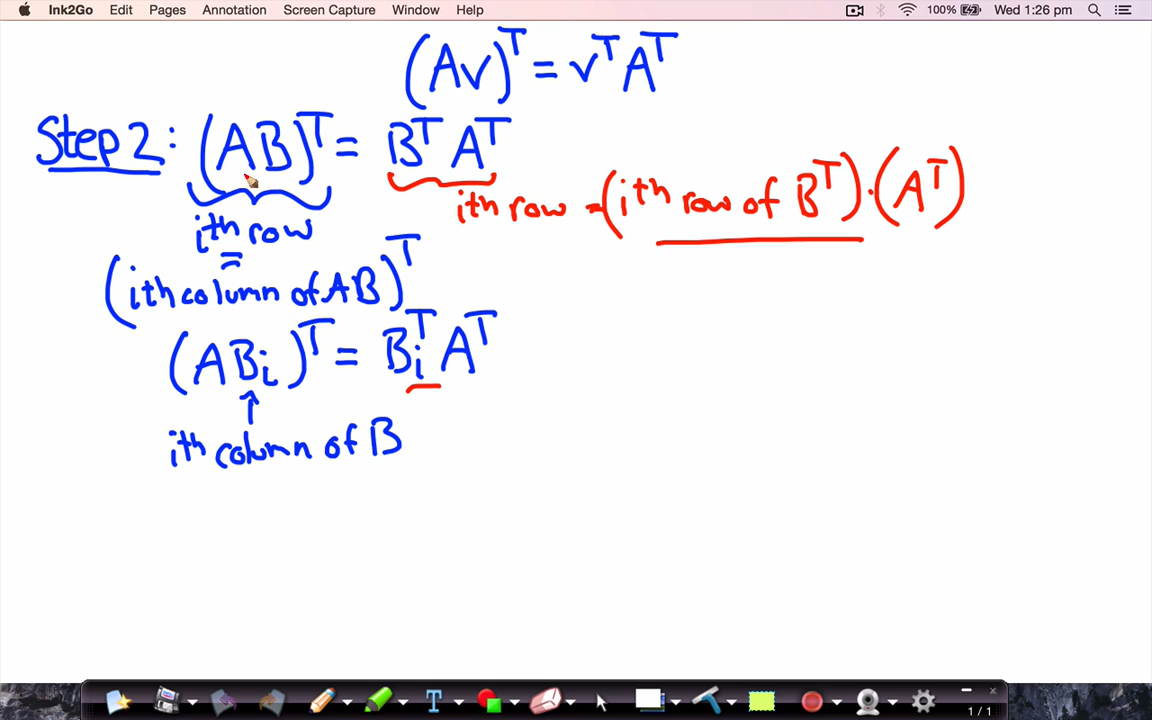 Ink2Go Edit Pages Annotation Screen Capture Window Help 100% Wed 1:26 pm
(Av)^T = v^T A^T
Step 2: (AB)^T = B^T A^T
ith row = (ith row of B^T) · (A^T)
ith row
=
(ith column of AB)^T
(AB_i)^T = B_i^T A^T
ith column of B
T
1 / 1